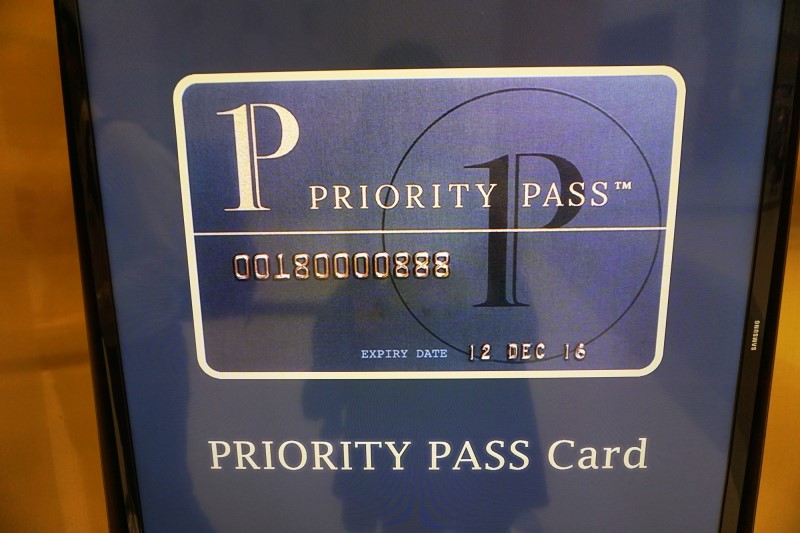 P PRIORITY PASS™
P
00180000888
EXPIRY DATE 12 DEC 16
PRIORITY PASS Card
SAMSUNG